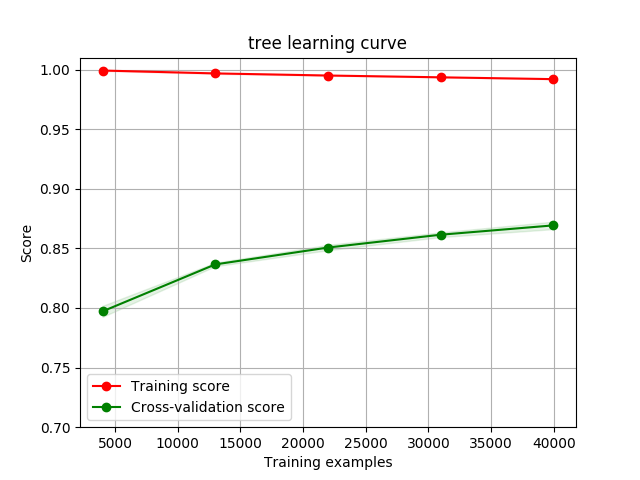 tree learning curve
1.00
0.95
0.90
0.85
0.80
0.75
0.70
Score
Training score
Cross-validation score
5000 10000 15000 20000 25000 30000 35000 40000
Training examples